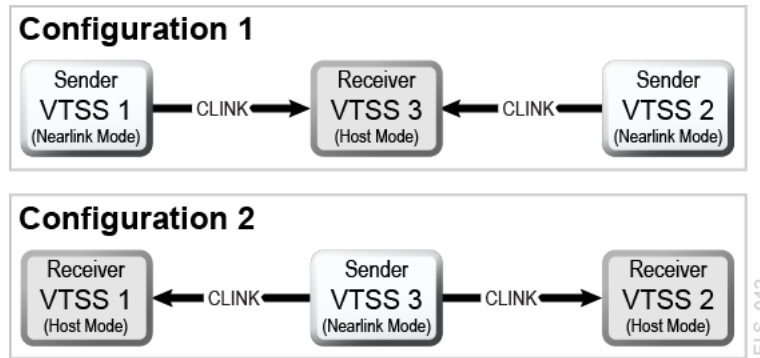 Configuration 1
Sender
VTSS 1
(Nearlink Mode)
CLINK
Receiver
VTSS 3
(Host Mode)
CLINK
Sender
VTSS 2
(Nearlink Mode)
Configuration 2
Receiver
VTSS 1
(Host Mode)
CLINK
Sender
VTSS 3
(Nearlink Mode)
CLINK
Receiver
VTSS 2
(Host Mode)